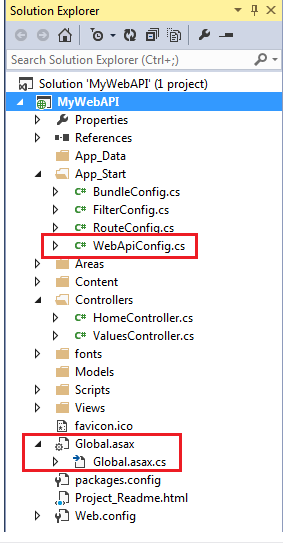 Solution Explorer
Search Solution Explorer (Ctrl+;)
Solution 'MyWebAPI' (1 project)
MyWebAPI
Properties
References
App_Data
App_Start
C# BundleConfig.cs
C# FilterConfig.cs
C# RouteConfig.cs
C# WebApiConfig.cs
Areas
Content
Controllers
C# HomeController.cs
C# ValuesController.cs
fonts
Models
Scripts
Views
favicon.ico
Global.asax
Global.asax.cs
packages.config
Project_Readme.html
Web.config